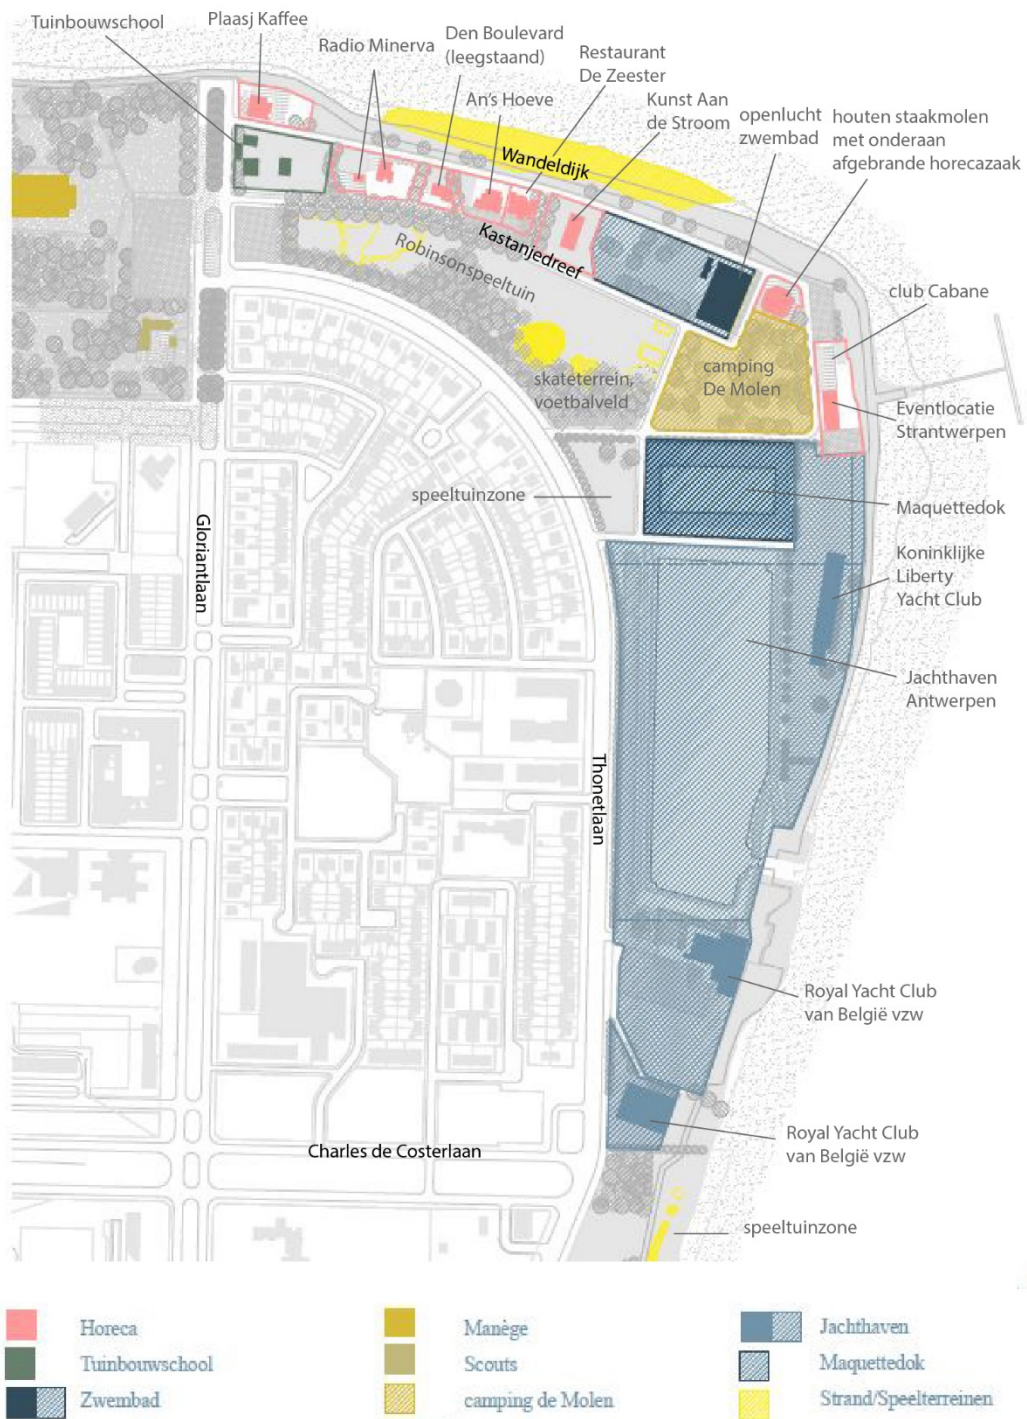 Tuinbouwschool
Plaasj Kaffee
Radio Minerva
Den Boulevard
(leegstaand)
An's Hoeve
Restaurant
De Zeester
Kunst Aan
de Stroom
openlucht
zwembad
houten staakmolen
met onderaan
afgebrande horecazaak
Wandeldijk
Kastanjedreef
Robinsonspeeltuin
club Cabane
camping
De Molen
skateterrein,
voetbalveld
Eventlocatie
Strantwerpen
speeltuinzone
Maquettedok
Gloriantlaan
Koninklijke
Liberty
Yacht Club
Jachthaven
Antwerpen
Thonetlaan
Royal Yacht Club
van België vzw
Charles de Costerlaan
Royal Yacht Club
van België vzw
speeltuinzone
Horeca
Tuinbouwschool
Zwembad
Manège
Scouts
camping de Molen
Jachthaven
Maquettedok
Strand/Speelterreinen